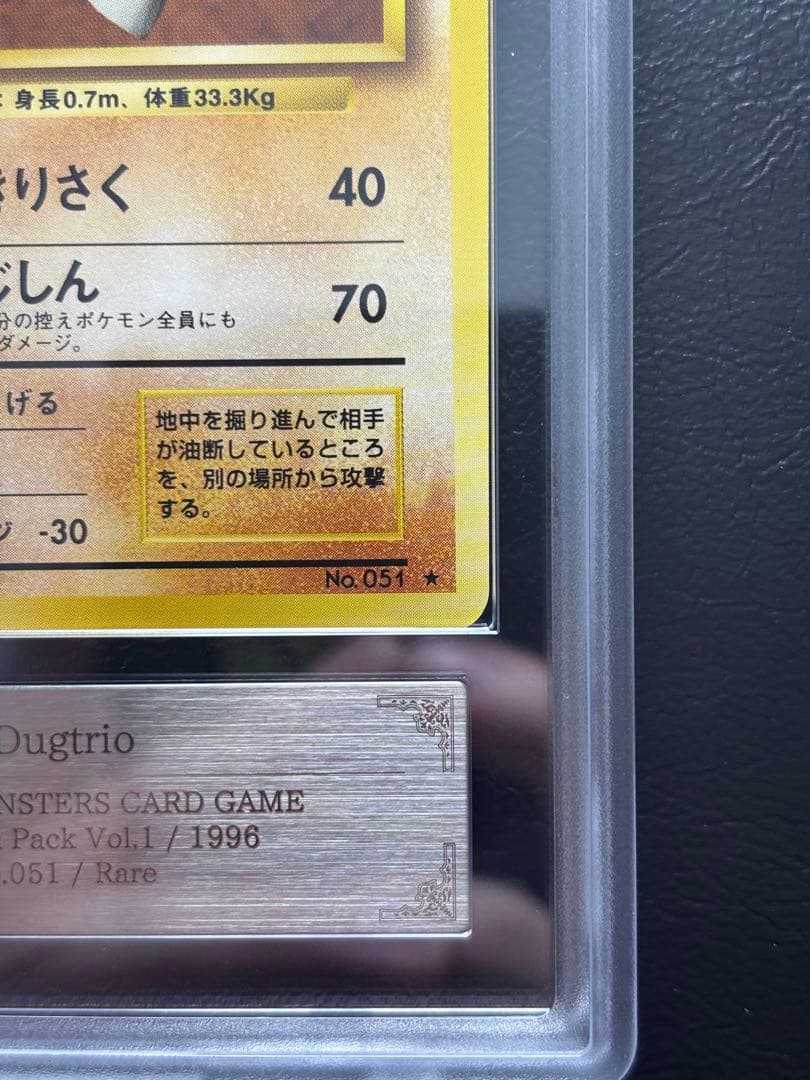 : 身長0.7m、体重33.3Kg
きりさく 40
じしん 70
分の控えポケモン全員にも
ダメージ。
げる
地中を掘り進んで相手
が油断しているところ
を、別の場所から攻撃
する。
-30
No. 051 ★
Dugtrio
NSTERS CARD GAME
Pack Vol.1 / 1996
.051 / Rare